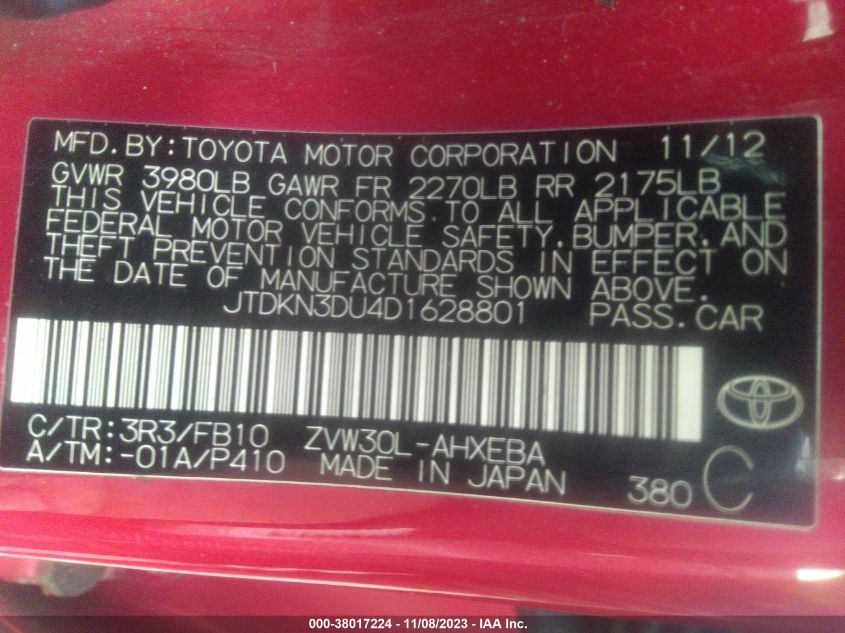 MFD. BY: TOYOTA MOTOR CORPORATION 11/12
GVWR 3980LB GAWR FR 2270LB RR 2175LB
THIS VEHICLE CONFORMS TO ALL APPLICABLE
FEDERAL MOTOR VEHICLE SAFETY, BUMPER, AND
THEFT PREVENTION STANDARDS IN EFFECT ON
THE DATE OF MANUFACTURE SHOWN ABOVE.
JTDKN3DU4D1628801 PASS. CAR
C/TR: 3R3/FB10 ZVW30L-AHXEBA
A/TM: -01A/P410 MADE IN JAPAN 380 C
000-38017224 - 11/08/2023 - IAA Inc.